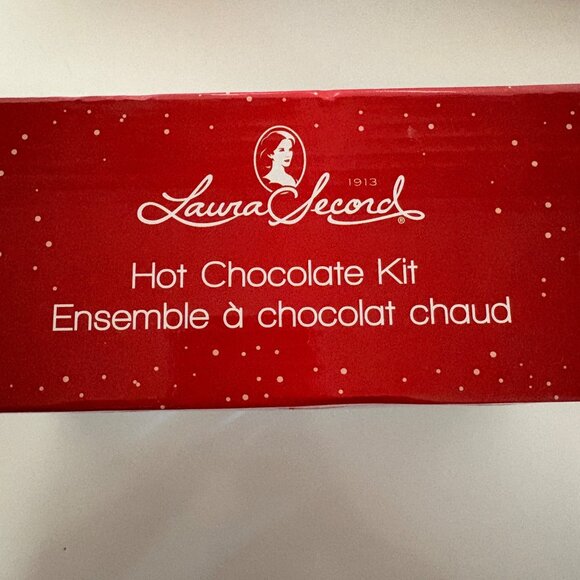 1913
Laura Secord®
Hot Chocolate Kit
Ensemble à chocolat chaud